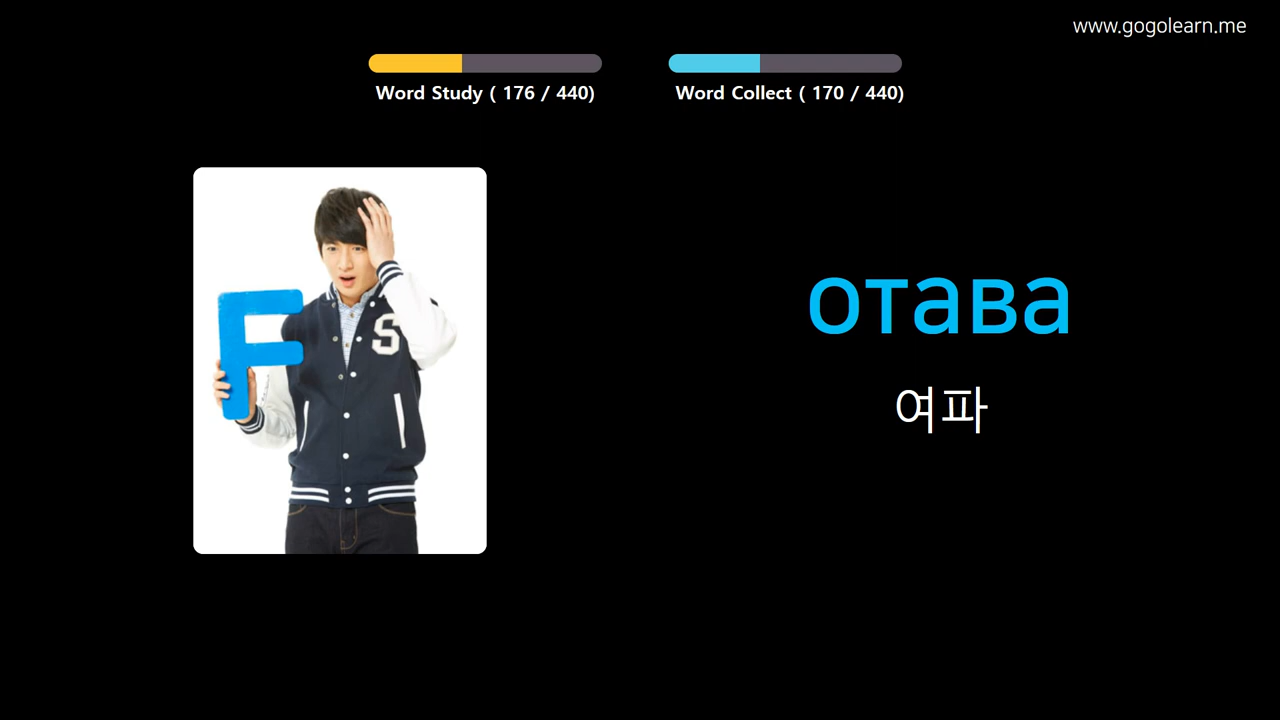 www.gogolearn.me
Word Study ( 176 / 440)
Word Collect ( 170 / 440)
F
S
отава
여파